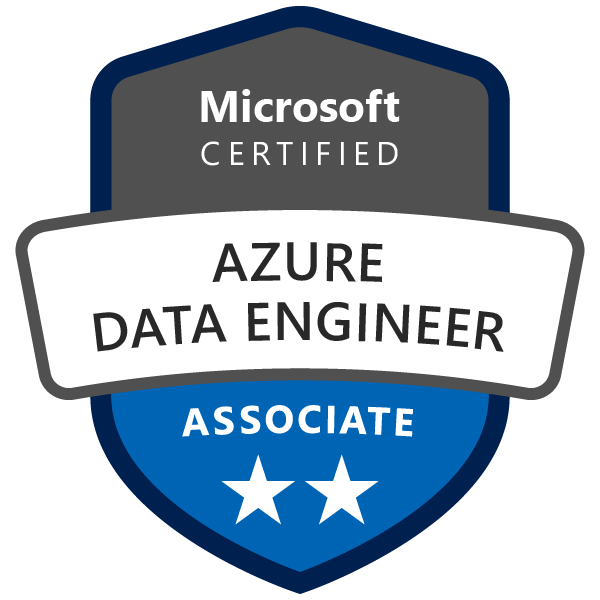 Microsoft
CERTIFIED
AZURE
DATA ENGINEER
ASSOCIATE